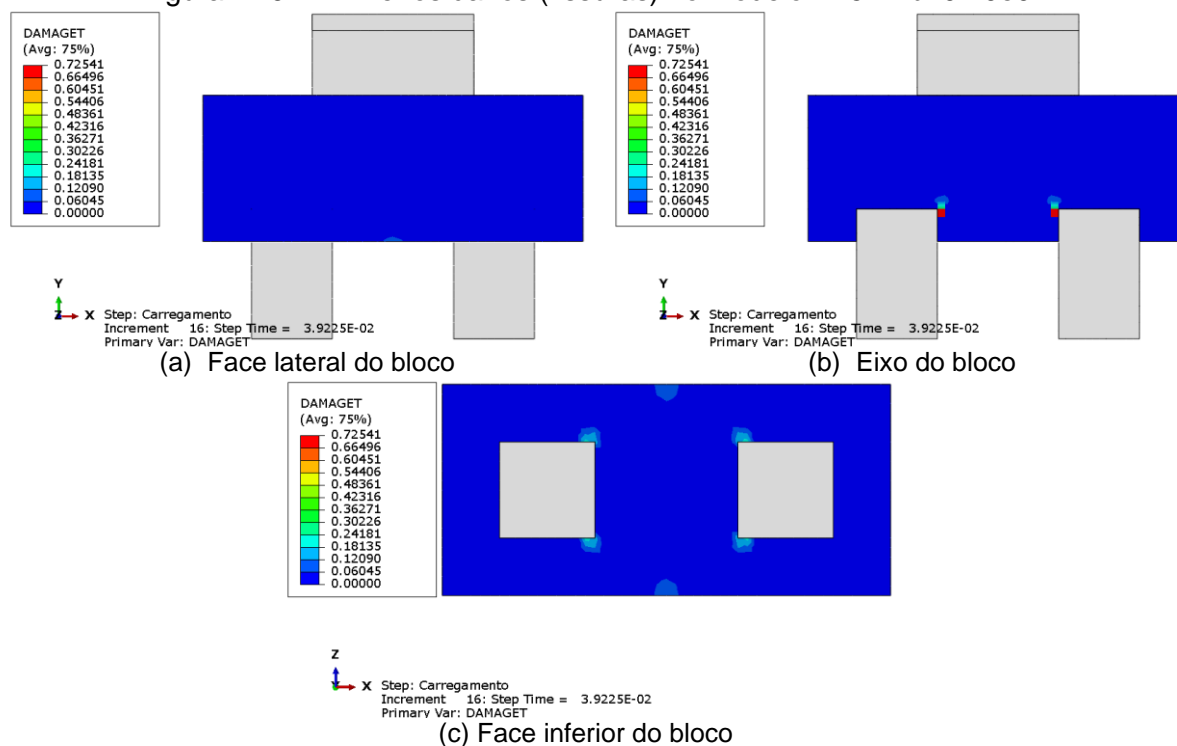 DAMAGET
(Avg: 75%)
0.72541
0.66496
0.60451
0.54406
0.48361
0.42316
0.36271
0.30226
0.24181
0.18135
0.12090
0.06045
0.00000
Y
Z X
Step: Carregamento
Increment 16: Step Time = 3.9225E-02
Primary Var: DAMAGET
(a) Face lateral do bloco
DAMAGET
(Avg: 75%)
0.72541
0.66496
0.60451
0.54406
0.48361
0.42316
0.36271
0.30226
0.24181
0.18135
0.12090
0.06045
0.00000
Y
Z X
Step: Carregamento
Increment 16: Step Time = 3.9225E-02
Primary Var: DAMAGET
(b) Eixo do bloco
DAMAGET
(Avg: 75%)
0.72541
0.66496
0.60451
0.54406
0.48361
0.42316
0.36271
0.30226
0.24181
0.18135
0.12090
0.06045
0.00000
Z
Y X
Step: Carregamento
Increment 16: Step Time = 3.9225E-02
Primary Var: DAMAGET
(c) Face inferior do bloco